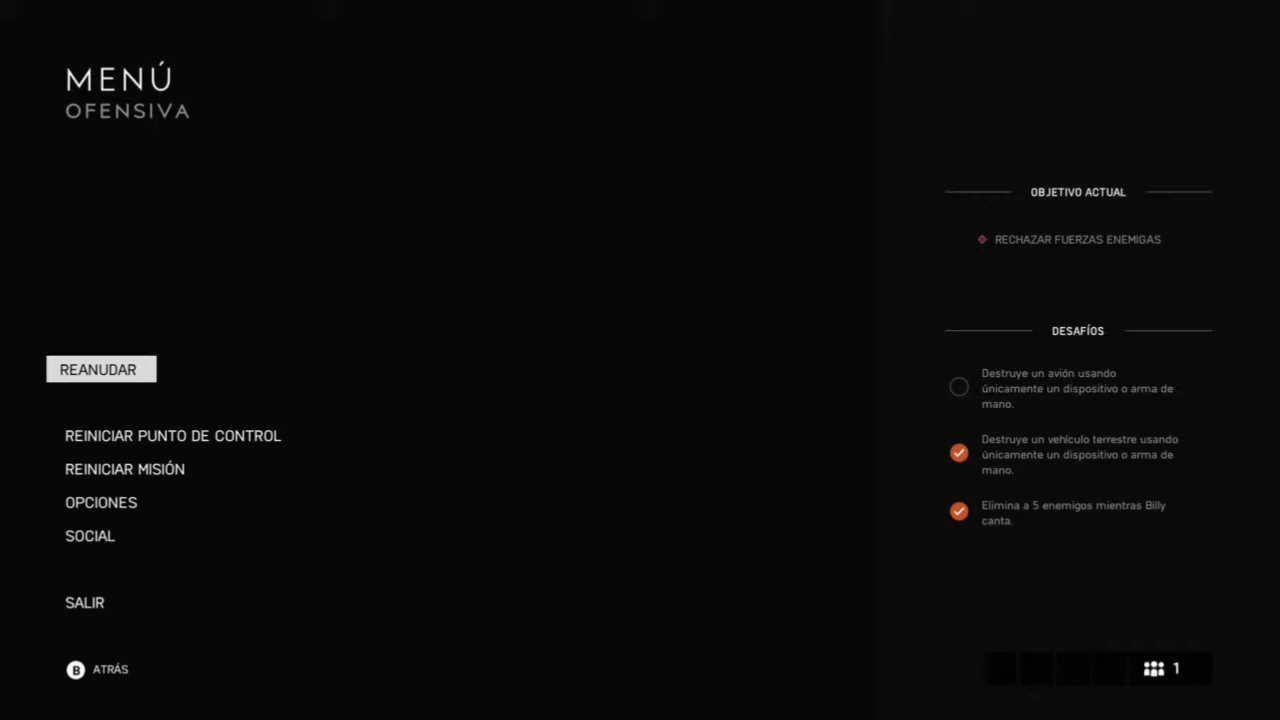 MENÚ
OFENSIVA
REANUDAR
REINICIAR PUNTO DE CONTROL
REINICIAR MISIÓN
OPCIONES
SOCIAL
SALIR
B ATRÁS
OBJETIVO ACTUAL
RECHAZAR FUERZAS ENEMIGAS
DESAFÍOS
Destruye un avión usando
únicamente un dispositivo o arma de
mano.
Destruye un vehículo terrestre usando
únicamente un dispositivo o arma de
mano.
Elimina a 5 enemigos mientras Billy
canta.
1